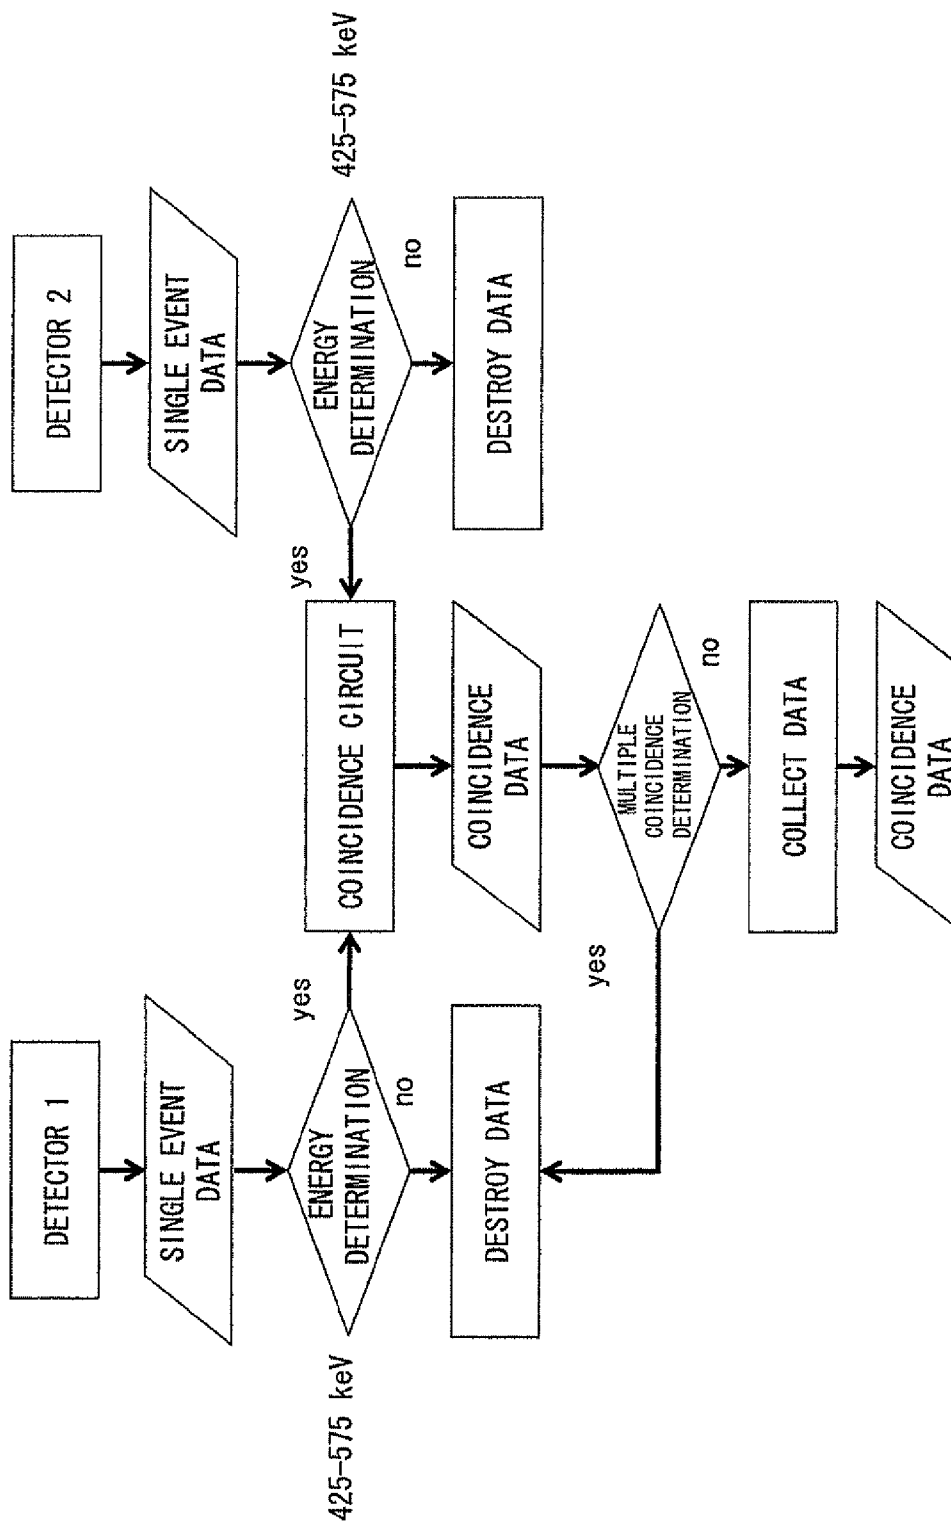 DETECTOR 1
SINGLE EVENT
DATA
425-575 keV
ENERGY
DETERMINATION
yes
no
DESTROY DATA
DETECTOR 2
SINGLE EVENT
DATA
425-575 keV
ENERGY
DETERMINATION
yes
no
DESTROY DATA
COINCIDENCE CIRCUIT
COINCIDENCE
DATA
MULTIPLE
COINCIDENCE
DETERMINATION
yes
no
COLLECT DATA
COINCIDENCE
DATA